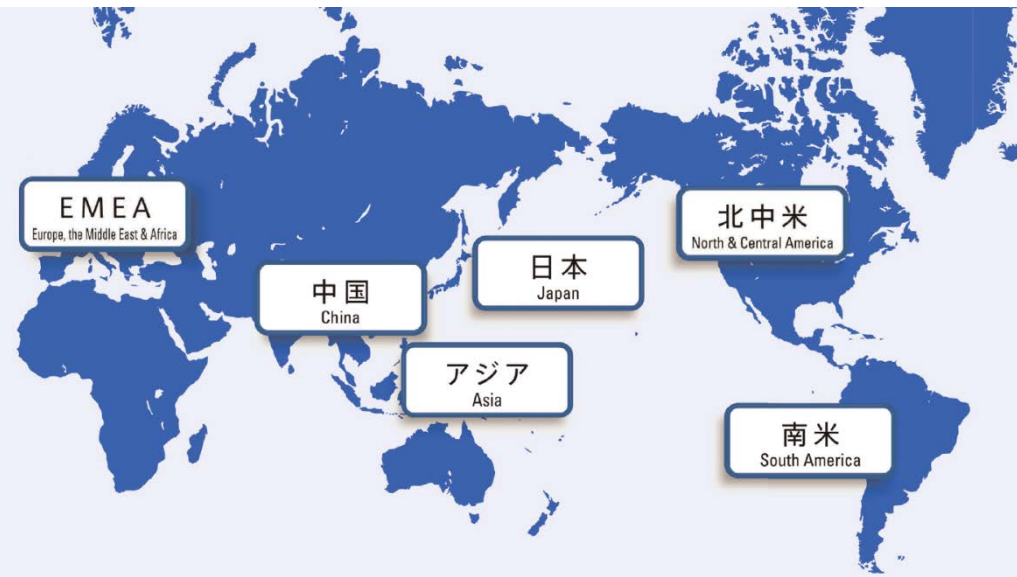 EMEA
Europe, the Middle East & Africa
中国
China
日本
Japan
アジア
Asia
北中米
North & Central America
南米
South America